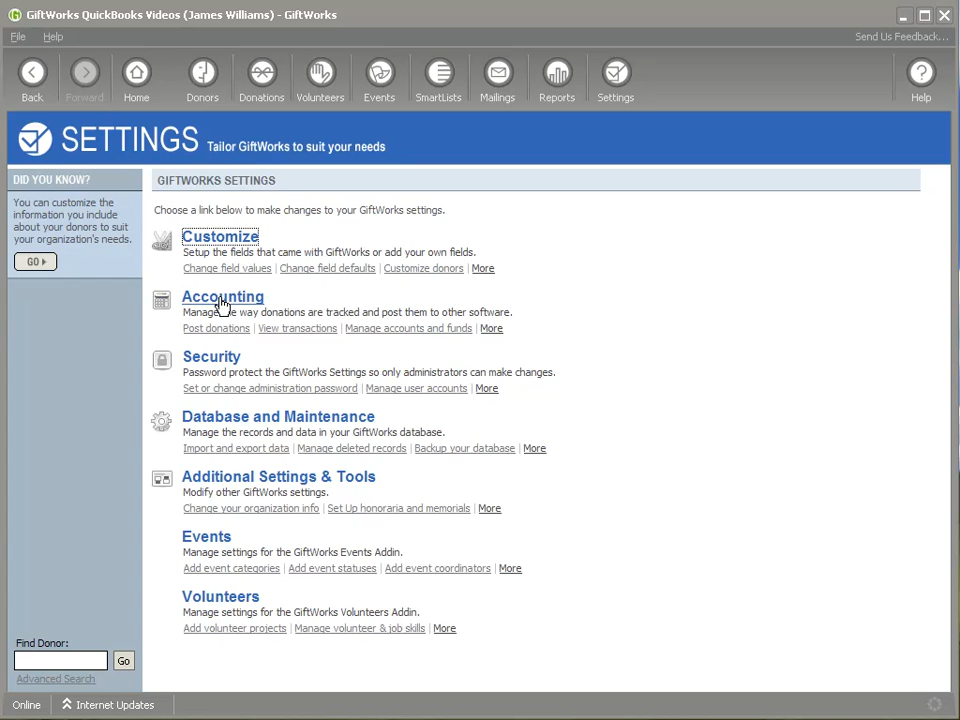 GiftWorks QuickBooks Videos (James Williams) - GiftWorks
File Help Send Us Feedback...
Back Forward Home Donors Donations Volunteers Events SmartLists Mailings Reports Settings Help
SETTINGS Tailor GiftWorks to suit your needs
DID YOU KNOW?
You can customize the
information you include
about your donors to suit
your organization's needs.
GO
GIFTWORKS SETTINGS
Choose a link below to make changes to your GiftWorks settings.
Customize
Setup the fields that came with GiftWorks or add your own fields.
Change field values | Change field defaults | Customize donors | More
Accounting
Manage the way donations are tracked and post them to other software.
Post donations | View transactions | Manage accounts and funds | More
Security
Password protect the GiftWorks Settings so only administrators can make changes.
Set or change administration password | Manage user accounts | More
Database and Maintenance
Manage the records and data in your GiftWorks database.
Import and export data | Manage deleted records | Backup your database | More
Additional Settings & Tools
Modify other GiftWorks settings.
Change your organization info | Set Up honoraria and memorials | More
Events
Manage settings for the GiftWorks Events Addin.
Add event categories | Add event statuses | Add event coordinators | More
Volunteers
Manage settings for the GiftWorks Volunteers Addin.
Add volunteer projects | Manage volunteer & job skills | More
Find Donor:
Go
Advanced Search
Online Internet Updates